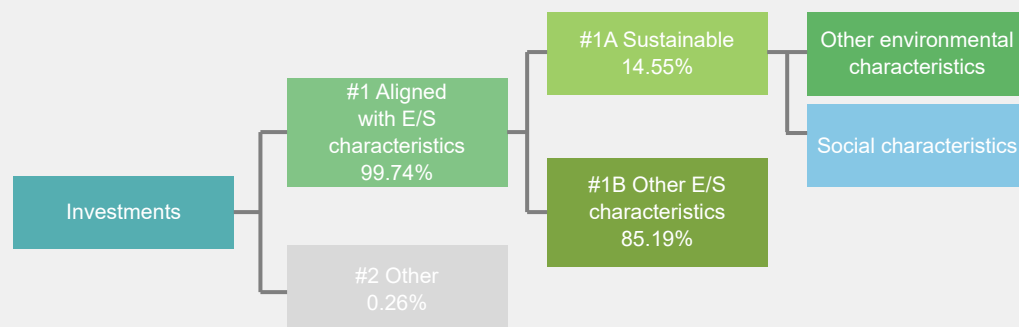 Investments
#1 Aligned
with E/S
characteristics
99.74%
#2 Other
0.26%
#1A Sustainable
14.55%
#1B Other E/S
characteristics
85.19%
Other environmental
characteristics
Social characteristics